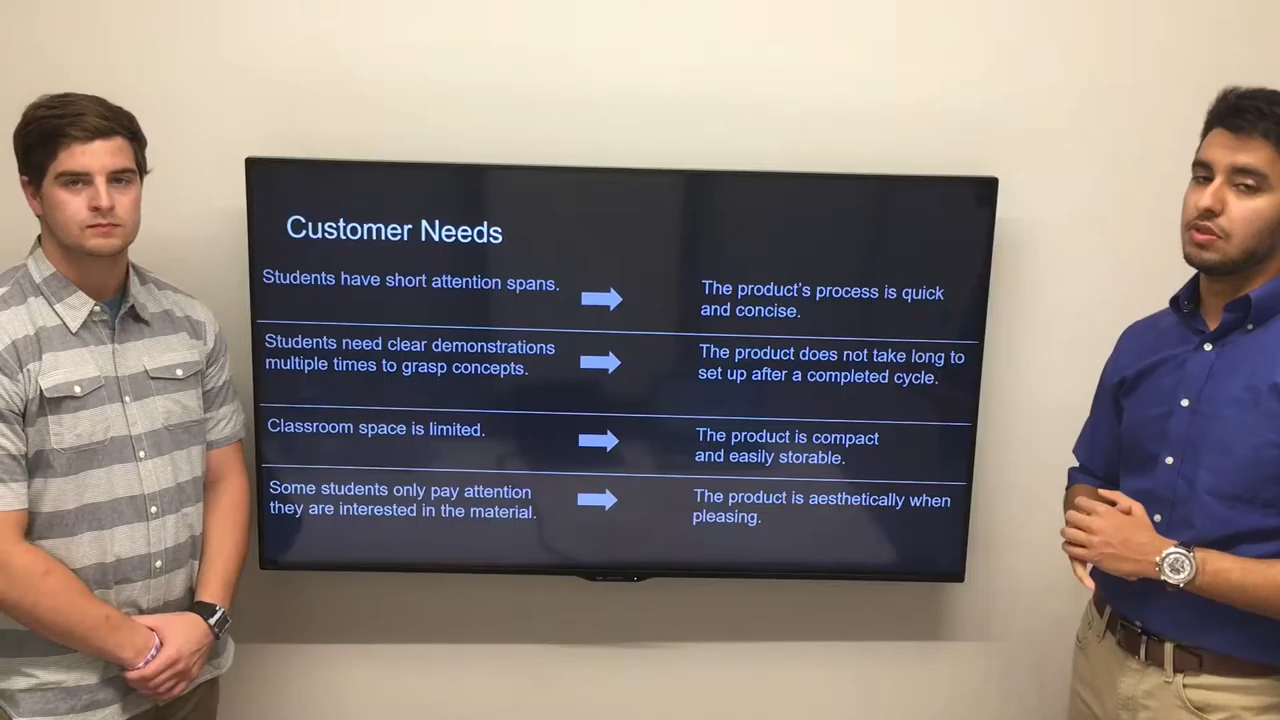 Customer Needs
Students have short attention spans.
The product's process is quick
and concise.
Students need clear demonstrations
multiple times to grasp concepts.
The product does not take long to
set up after a completed cycle.
Classroom space is limited.
The product is compact
and easily storable.
Some students only pay attention
they are interested in the material.
The product is aesthetically when
pleasing.